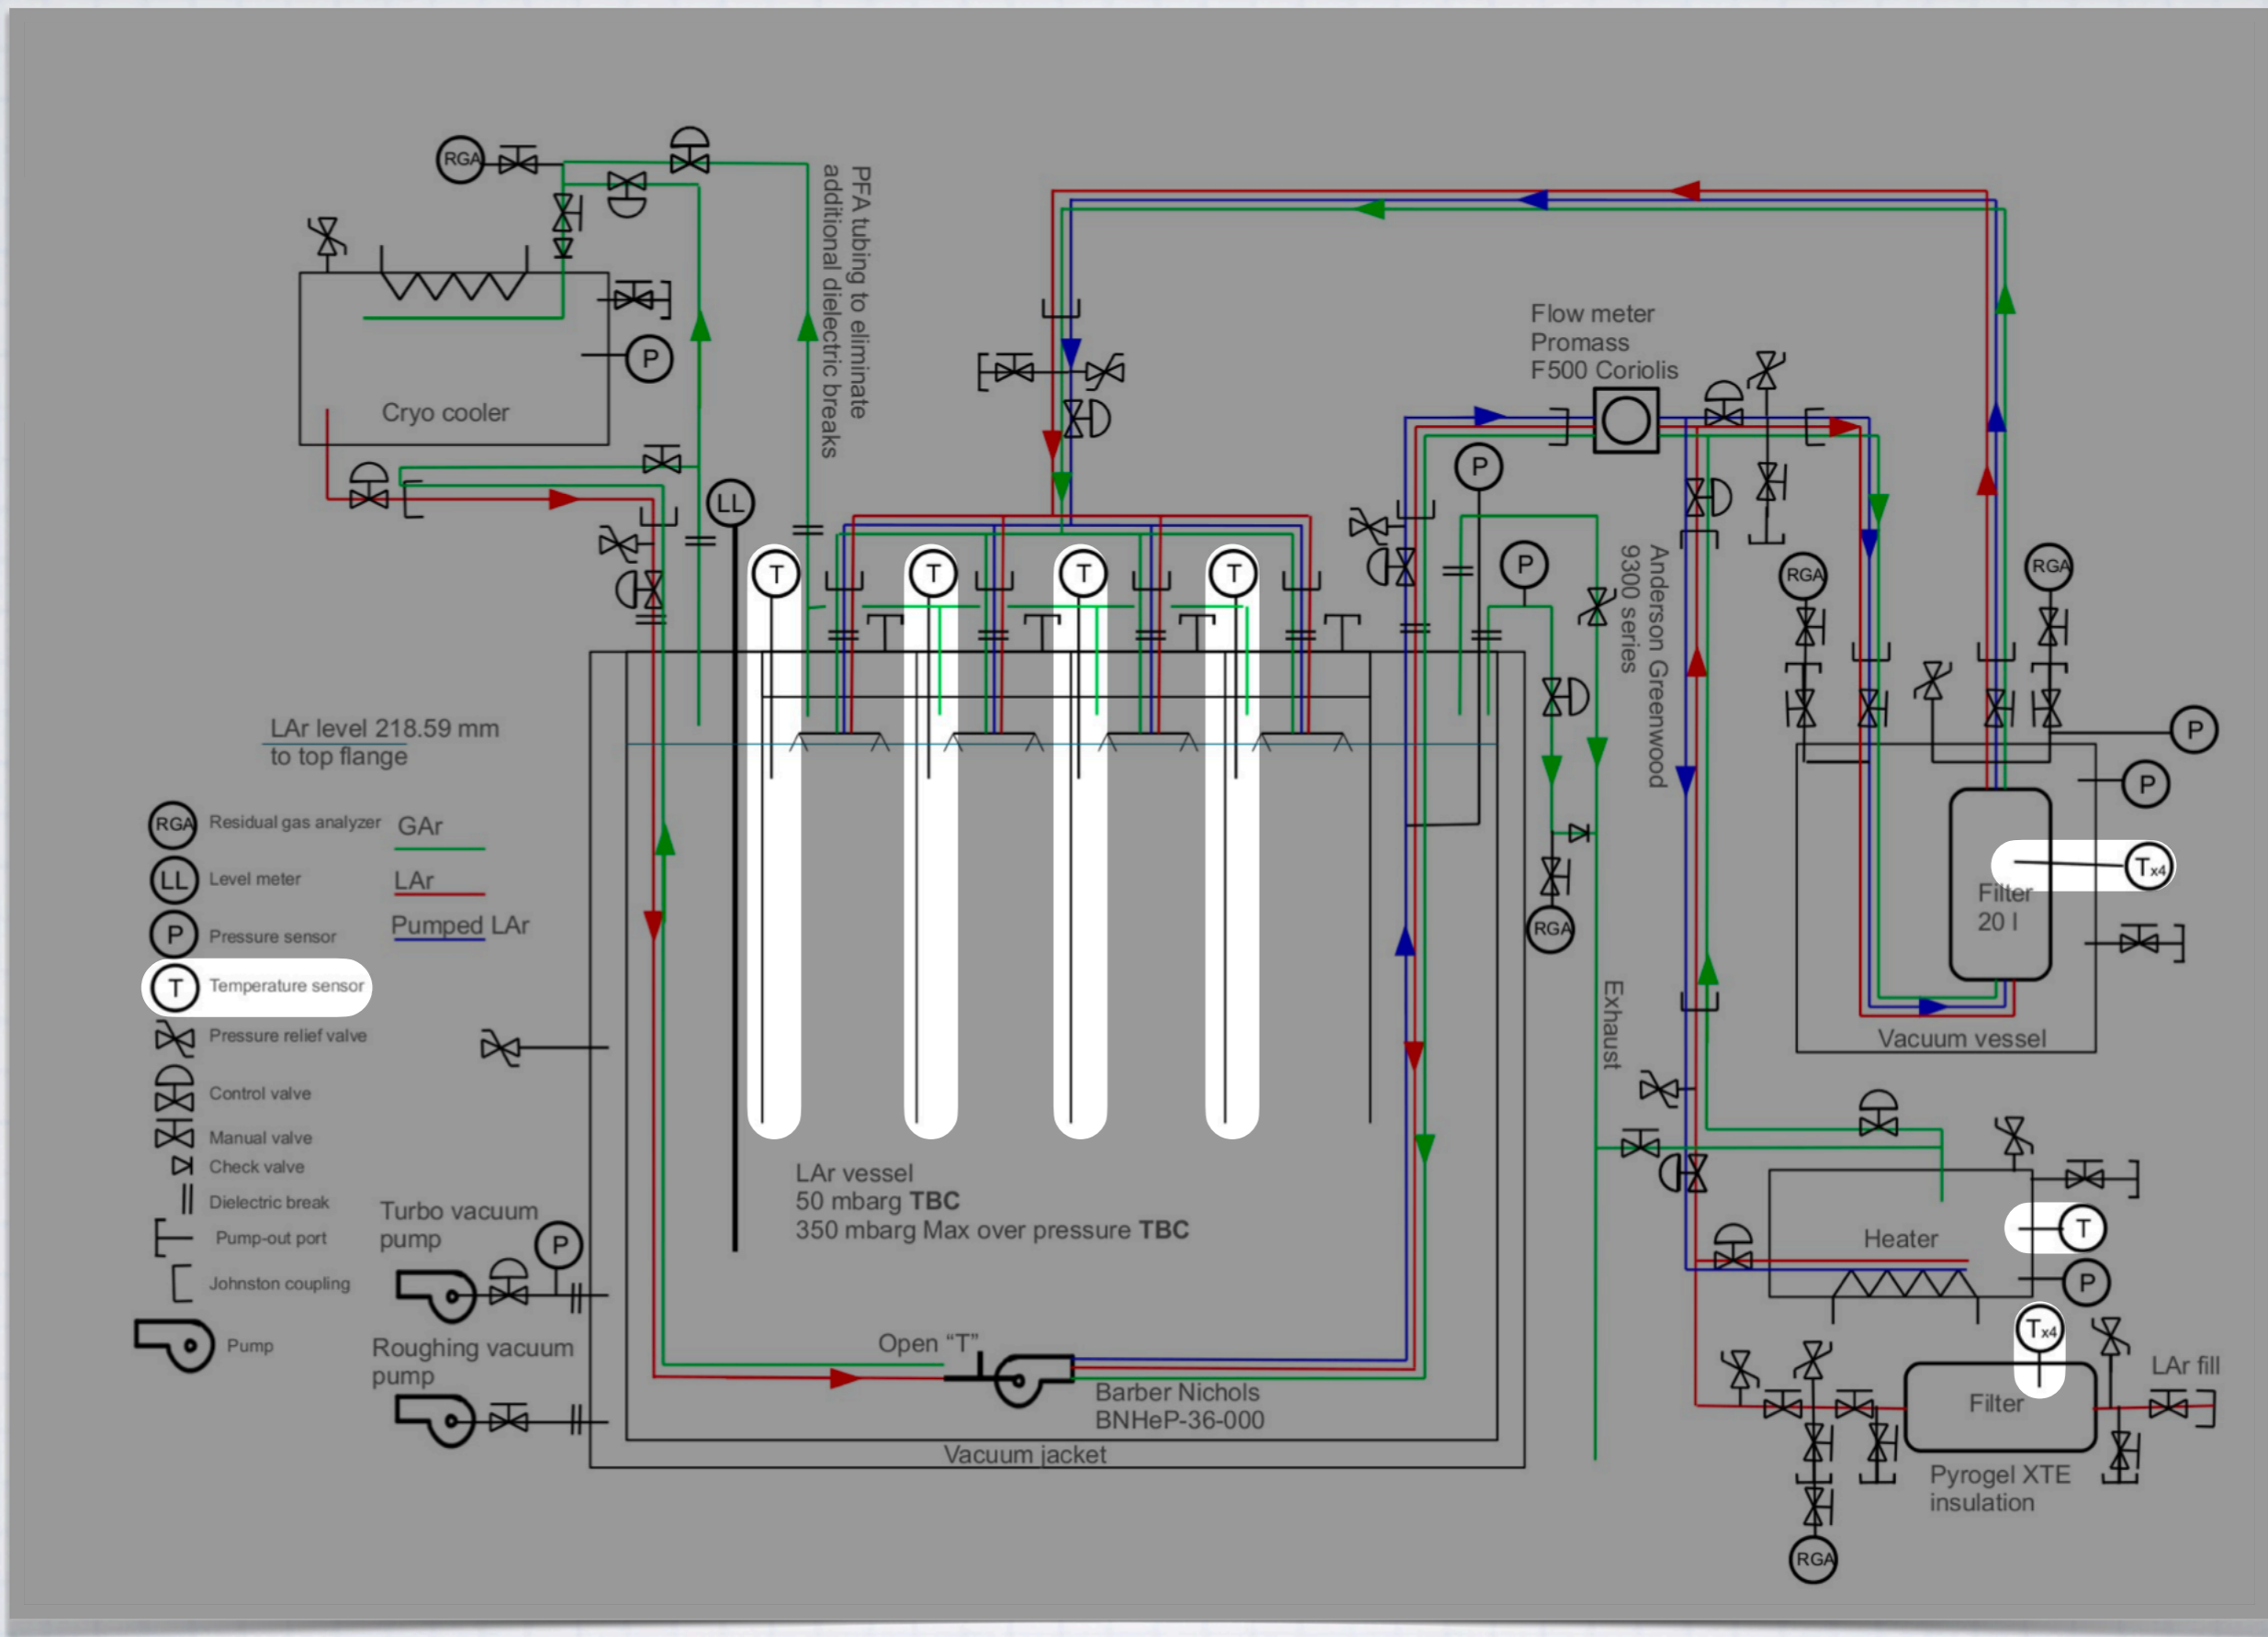 RGA
PFA tubing to eliminate
additional dielectric breaks
P
Cryo cooler
LL
T
T
T
T
Flow meter
Promass
F500 Coriolis
P
P
Anderson Greenwood
9300 series
RGA
RGA
P
P
Tx4
Filter
20 l
Vacuum vessel
RGA
Exhaust
LAr level 218.59 mm
to top flange
RGA Residual gas analyzer
LL Level meter
P Pressure sensor
T Temperature sensor
Pressure relief valve
Control valve
Manual valve
Check valve
Dielectric break
Pump-out port
Johnston coupling
Pump
GAr
LAr
Pumped LAr
Turbo vacuum
pump
P
Roughing vacuum
pump
LAr vessel
50 mbarg TBC
350 mbarg Max over pressure TBC
Open “T”
Barber Nichols
BNHeP-36-000
Vacuum jacket
Heater
T
P
Tx4
LAr fill
Filter
Pyrogel XTE
insulation
RGA